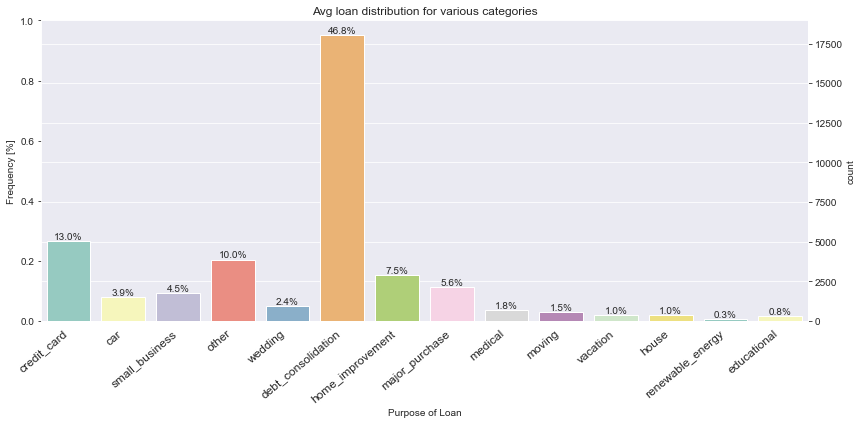 Avg loan distribution for various categories
1.0
0.8
0.6
0.4
0.2
0.0
Frequency [%]
13.0%
3.9%
4.5%
10.0%
2.4%
46.8%
7.5%
5.6%
1.8%
1.5%
1.0%
1.0%
0.3%
0.8%
17500
15000
12500
10000
7500
5000
2500
0
count
credit_card
car
small_business
other
wedding
debt_consolidation
home_improvement
major_purchase
medical
moving
vacation
house
renewable_energy
educational
Purpose of Loan